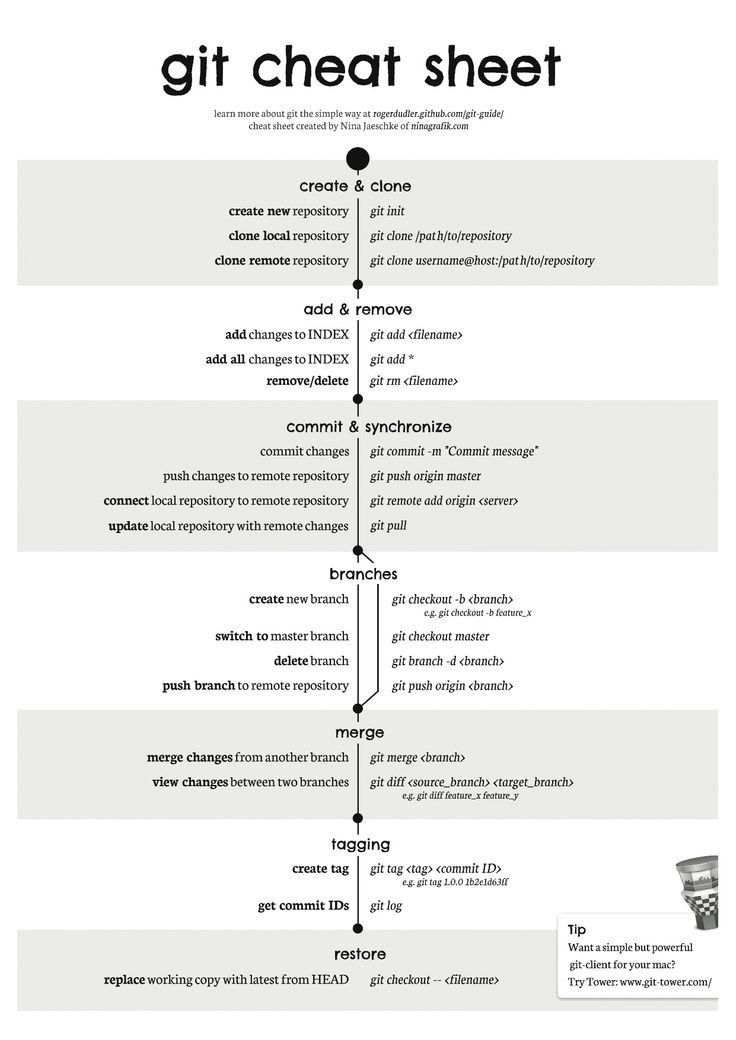 git cheat sheet
learn more about git the simple way at rogerdudler.github.com/git-guide/
cheat sheet created by Nina Jaeschke of ninagrafik.com
create & clone
create new repository git init
clone local repository git clone /path/to/repository
clone remote repository git clone username@host:/path/to/repository
add & remove
add changes to INDEX git add <filename>
add all changes to INDEX git add *
remove/delete git rm <filename>
commit & synchronize
commit changes git commit -m "Commit message"
push changes to remote repository git push origin master
connect local repository to remote repository git remote add origin <server>
update local repository with remote changes git pull
branches
create new branch git checkout -b <branch>
e.g. git checkout -b feature_x
switch to master branch git checkout master
delete branch git branch -d <branch>
push branch to remote repository git push origin <branch>
merge
merge changes from another branch git merge <branch>
view changes between two branches git diff <source_branch> <target_branch>
e.g. git diff feature_x feature_y
tagging
create tag git tag <tag> <commit ID>
e.g. git tag 1.0.0 1b2e1d63ff
get commit IDs git log
restore
replace working copy with latest from HEAD git checkout -- <filename>
Tip
Want a simple but powerful
git-client for your mac?
Try Tower: www.git-tower.com/